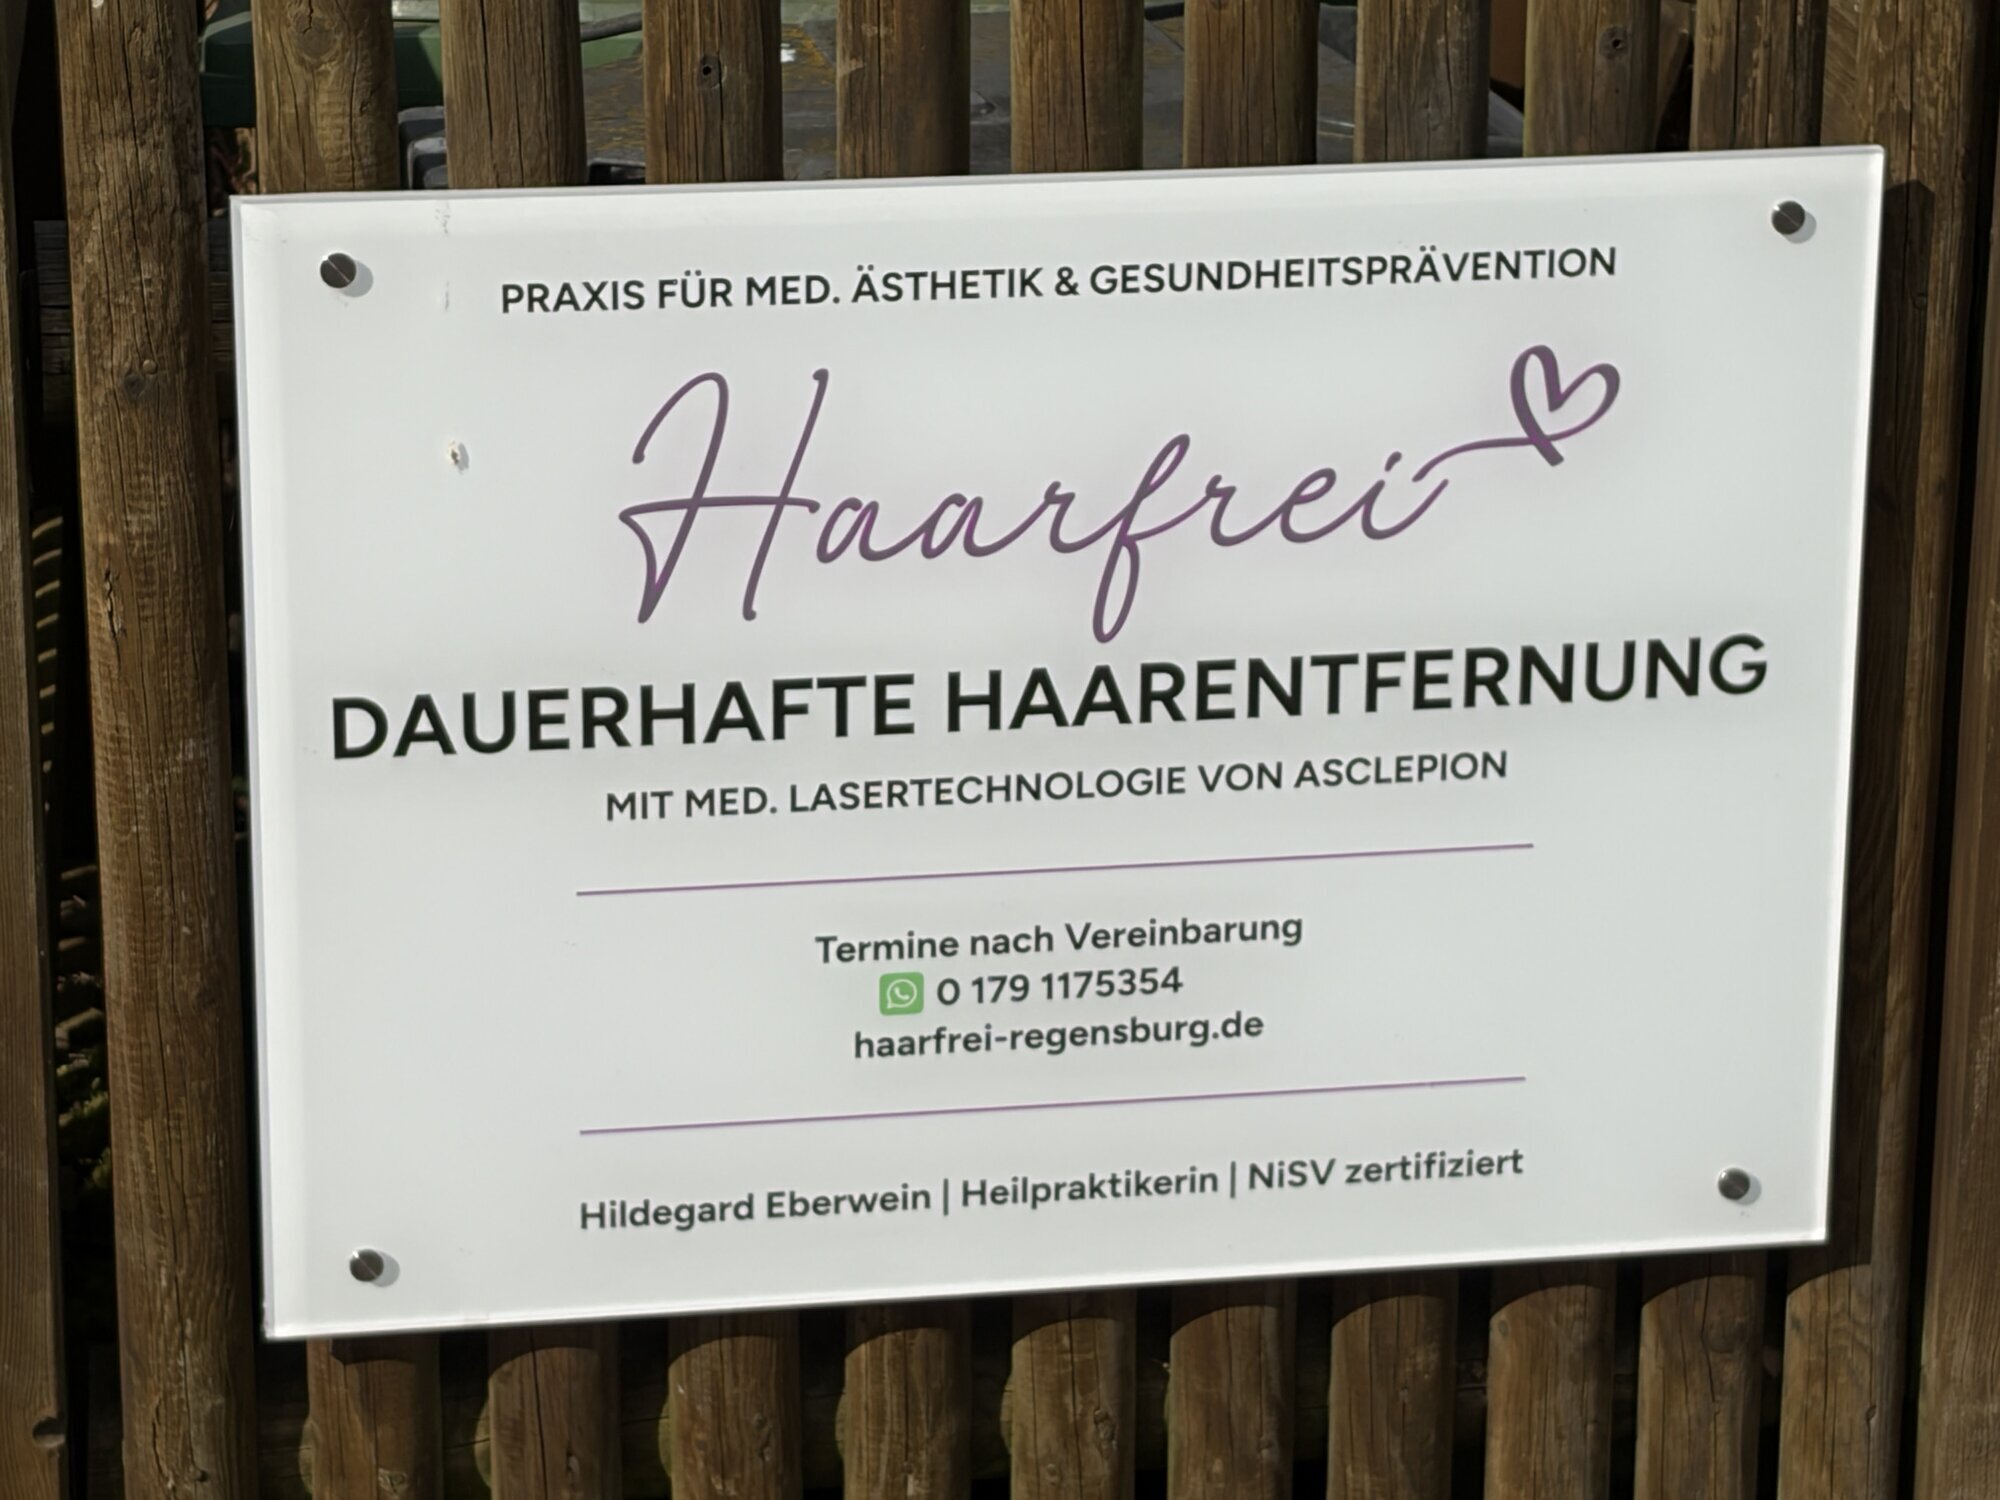 PRAXIS FÜR MED. ÄSTHETIK & GESUNDHEITSPRÄVENTION
Haarfrei
DAUERHAFTE HAARENTFERNUNG
MIT MED. LASERTECHNOLOGIE VON ASCLEPION
Termine nach Vereinbarung
0 179 1175354
haarfrei-regensburg.de
Hildegard Eberwein | Heilpraktikerin | NiSV zertifiziert